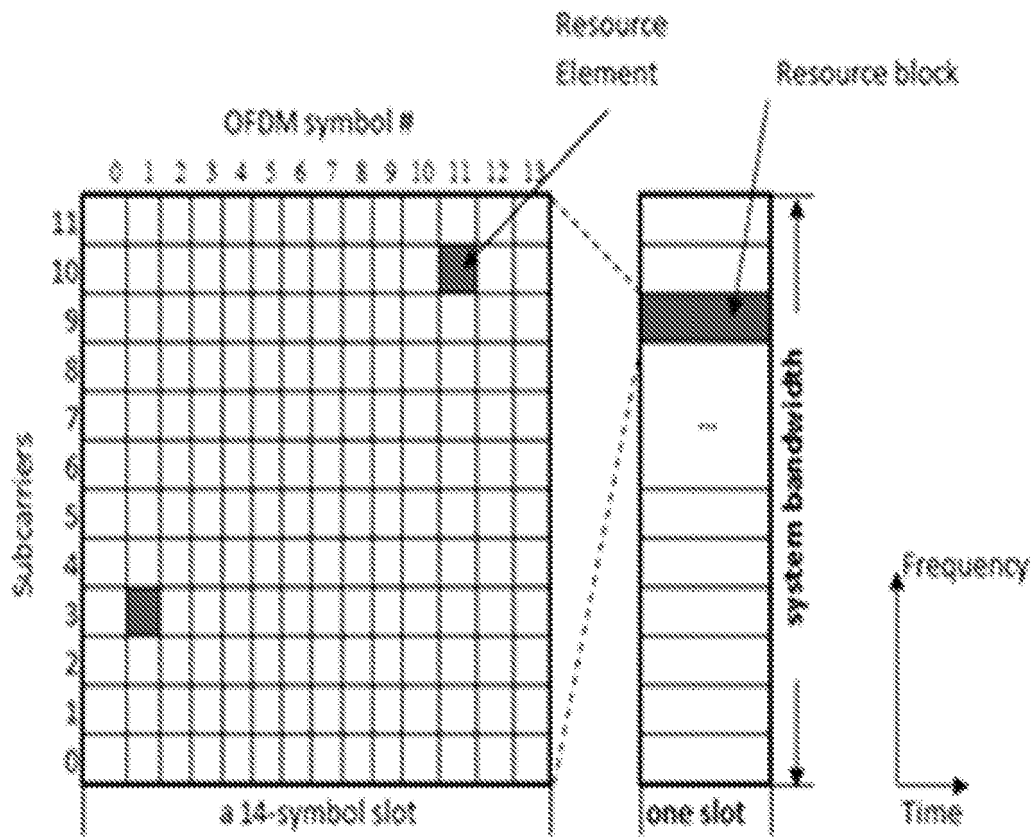 Resource
Element
Resource block
OFDM symbol #
0 1 2 3 4 5 6 7 8 9 10 11 12 13
11
10
9
8
7
6
5
4
3
2
1
0
Subcarriers
...
system bandwidth
Frequency
Time
a 14-symbol slot
one slot